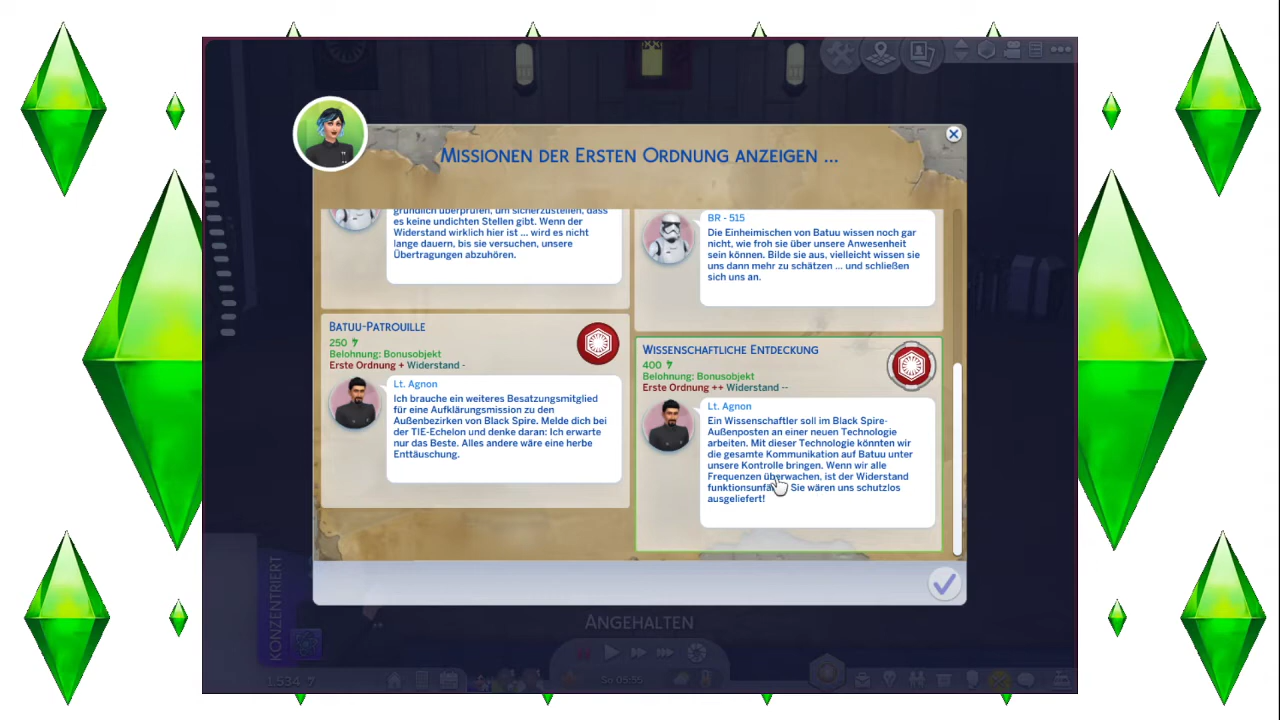 MISSIONEN DER ERSTEN ORDNUNG ANZEIGEN ...
gründlich überprüfen, um sicherzustellen, dass
es keine undichten Stellen gibt. Wenn der
Widerstand wirklich hier ist ... wird es nicht
lange dauern, bis sie versuchen, unsere
Übertragungen abzuhören.
BR - 515
Die Einheimischen von Batuu wissen noch gar
nicht, wie froh sie über unsere Anwesenheit
sein können. Bilde sie aus, vielleicht wissen sie
uns dann mehr zu schätzen ... und schließen
sich uns an.
BATUU-PATROUILLE
250
Belohnung: Bonusobjekt
Erste Ordnung + Widerstand -
Lt. Agnon
Ich brauche ein weiteres Besatzungsmitglied
für eine Aufklärungsmission zu den
Außenbezirken von Black Spire. Melde dich bei
der TIE-Echelon und denke daran: Ich erwarte
nur das Beste. Alles andere wäre eine herbe
Enttäuschung.
WISSENSCHAFTLICHE ENTDECKUNG
400
Belohnung: Bonusobjekt
Erste Ordnung ++ Widerstand --
Lt. Agnon
Ein Wissenschaftler soll im Black Spire-
Außenposten an einer neuen Technologie
arbeiten. Mit dieser Technologie könnten wir
die gesamte Kommunikation auf Batuu unter
unsere Kontrolle bringen. Wenn wir alle
Frequenzen überwachen, ist der Widerstand
Sie wären uns schutzlos
ausgeliefert!
KONZENTRIERT
ANGEHALTEN
1.534
So 05:55